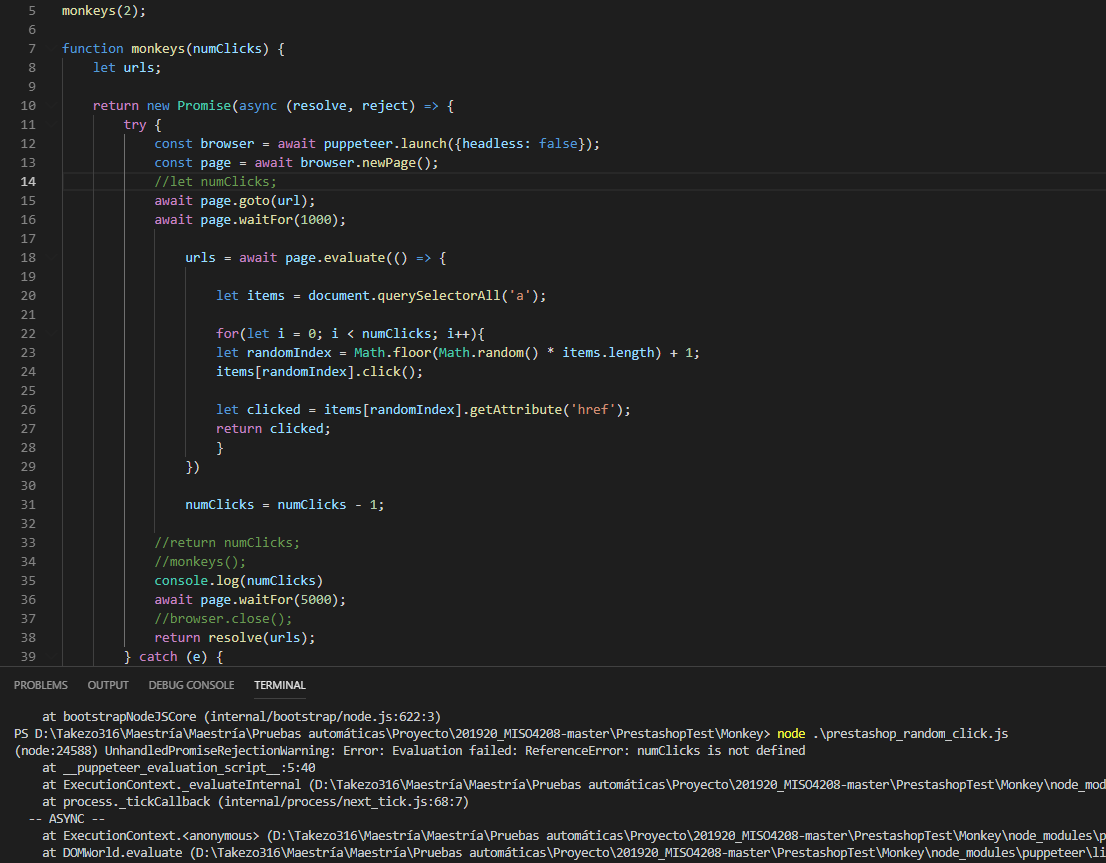 5 monkeys(2);
6
7 function monkeys(numClicks) {
8 let urls;
9
10 return new Promise(async (resolve, reject) => {
11 try {
12 const browser = await puppeteer.launch({headless: false});
13 const page = await browser.newPage();
14 //let numClicks;
15 await page.goto(url);
16 await page.waitFor(1000);
17
18 urls = await page.evaluate(() => {
19
20 let items = document.querySelectorAll('a');
21
22 for(let i = 0; i < numClicks; i++){
23 let randomIndex = Math.floor(Math.random() * items.length) + 1;
24 items[randomIndex].click();
25
26 let clicked = items[randomIndex].getAttribute('href');
27 return clicked;
28 }
29 })
30
31 numClicks = numClicks - 1;
32
33 //return numClicks;
34 //monkeys();
35 console.log(numClicks)
36 await page.waitFor(5000);
37 //browser.close();
38 return resolve(urls);
39 } catch (e) {
PROBLEMS OUTPUT DEBUG CONSOLE TERMINAL
at bootstrapNodeJSCore (internal/bootstrap/node.js:622:3)
PS D:\Takezo316\Maestría\Maestría\Pruebas automáticas\Proyecto\201920_MISO4208-master\PrestashopTest\Monkey> node .\prestashop_random_click.js
(node:24588) UnhandledPromiseRejectionWarning: Error: Evaluation failed: ReferenceError: numClicks is not defined
at __puppeteer_evaluation_script__:5:40
at ExecutionContext._evaluateInternal (D:\Takezo316\Maestría\Maestría\Pruebas automáticas\Proyecto\201920_MISO4208-master\PrestashopTest\Monkey\node_mod
at process._tickCallback (internal/process/next_tick.js:68:7)
-- ASYNC --
at ExecutionContext.<anonymous> (D:\Takezo316\Maestría\Maestría\Pruebas automáticas\Proyecto\201920_MISO4208-master\PrestashopTest\Monkey\node_modules\p
at DOMWorld.evaluate (D:\Takezo316\Maestría\Maestría\Pruebas automáticas\Proyecto\201920_MISO4208-master\PrestashopTest\Monkey\node_modules\puppeteer\li